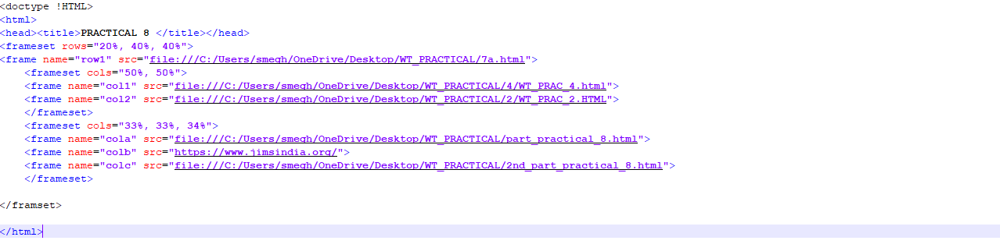 <doctype !HTML>
<html>
<head><title>PRACTICAL 8 </title></head>
<frameset rows="20%, 40%, 40%">
<frame name="row1" src="file:///C:/Users/smegh/OneDrive/Desktop/WT_PRACTICAL/7a.html">
    <frameset cols="50%, 50%">
    <frame name="col1" src="file:///C:/Users/smegh/OneDrive/Desktop/WT_PRACTICAL/4/WT_PRAC_4.html">
    <frame name="col2" src="file:///C:/Users/smegh/OneDrive/Desktop/WT_PRACTICAL/2/WT_PRAC_2.HTML">
    </frameset>
    <frameset cols="33%, 33%, 34%">
    <frame name="cola" src="file:///C:/Users/smegh/OneDrive/Desktop/WT_PRACTICAL/part_practical_8.html">
    <frame name="colb" src="https://www.jimsindia.org/">
    <frame name="colc" src="file:///C:/Users/smegh/OneDrive/Desktop/WT_PRACTICAL/2nd_part_practical_8.html">
    </frameset>
</framset>
</html>